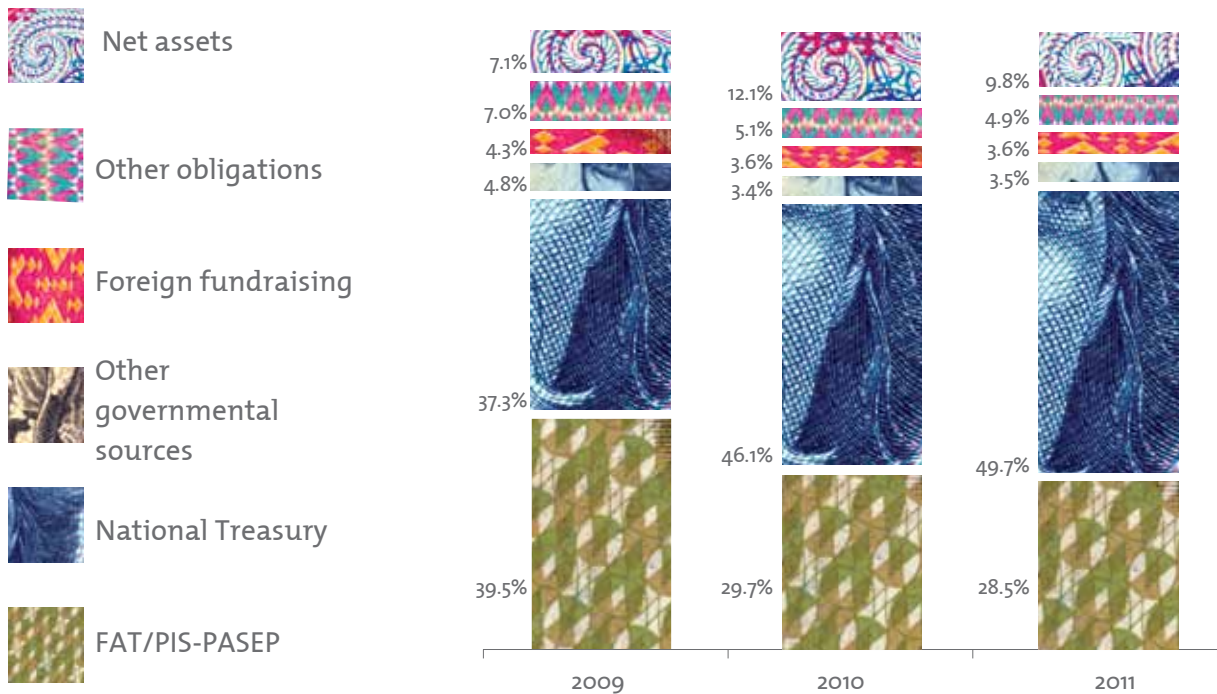 Net assets
Other obligations
Foreign fundraising
Other
governmental
sources
National Treasury
FAT/PIS-PASEP
7.1%
7.0%
4.3%
4.8%
37.3%
39.5%
12.1%
5.1%
3.6%
3.4%
46.1%
29.7%
9.8%
4.9%
3.6%
3.5%
49.7%
28.5%
2009
2010
2011